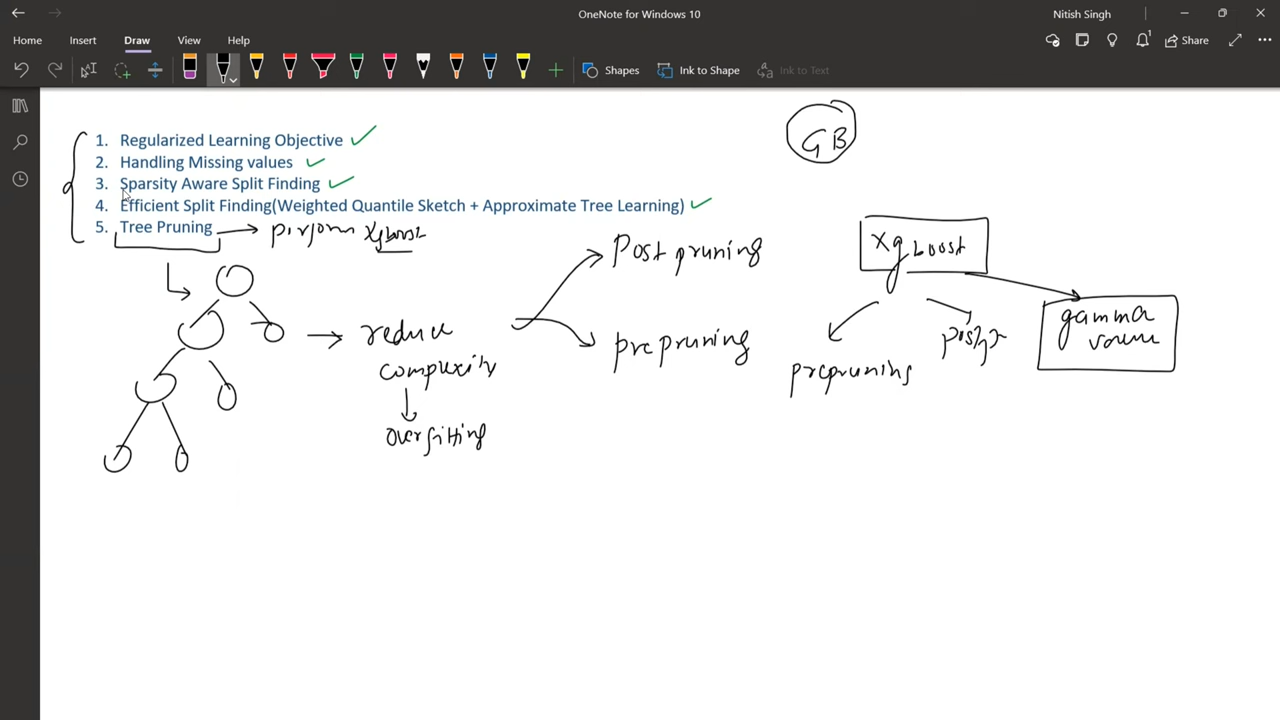 OneNote for Windows 10
Nitish Singh
Home Insert Draw View Help
Share
Shapes
Ink to Shape
Ink to Text
GB
1. Regularized Learning Objective
2. Handling Missing values
3. Sparsity Aware Split Finding
4. Efficient Split Finding(Weighted Quantile Sketch + Approximate Tree Learning)
5. Tree Pruning
perform Xgboost
reduce
complexity
overfitting
Post pruning
prepruning
Xgboost
prepruning
gamma